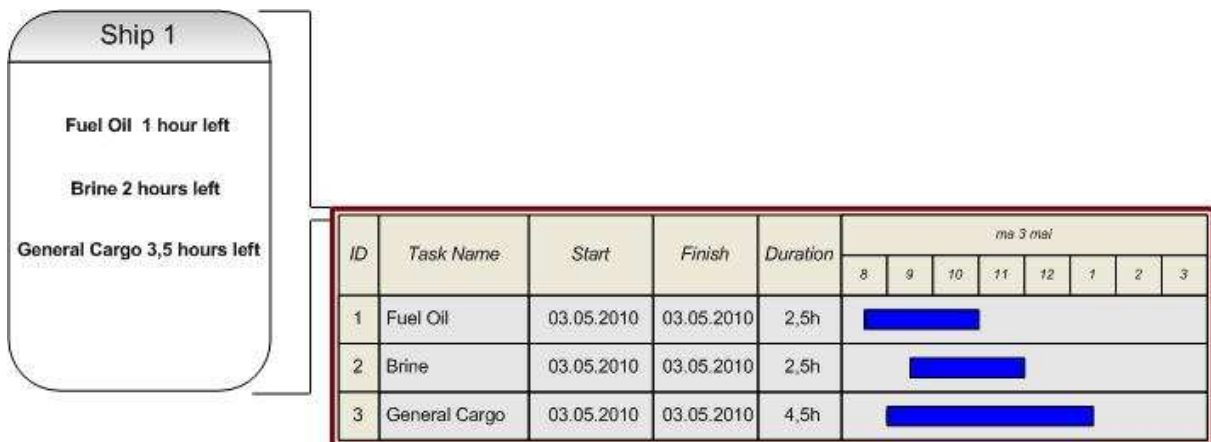 Ship 1
Fuel Oil 1 hour left
Brine 2 hours left
General Cargo 3,5 hours left
ID Task Name Start Finish Duration ma 3 mai
8 9 10 11 12 1 2 3
1 Fuel Oil 03.05.2010 03.05.2010 2,5h
2 Brine 03.05.2010 03.05.2010 2,5h
3 General Cargo 03.05.2010 03.05.2010 4,5h